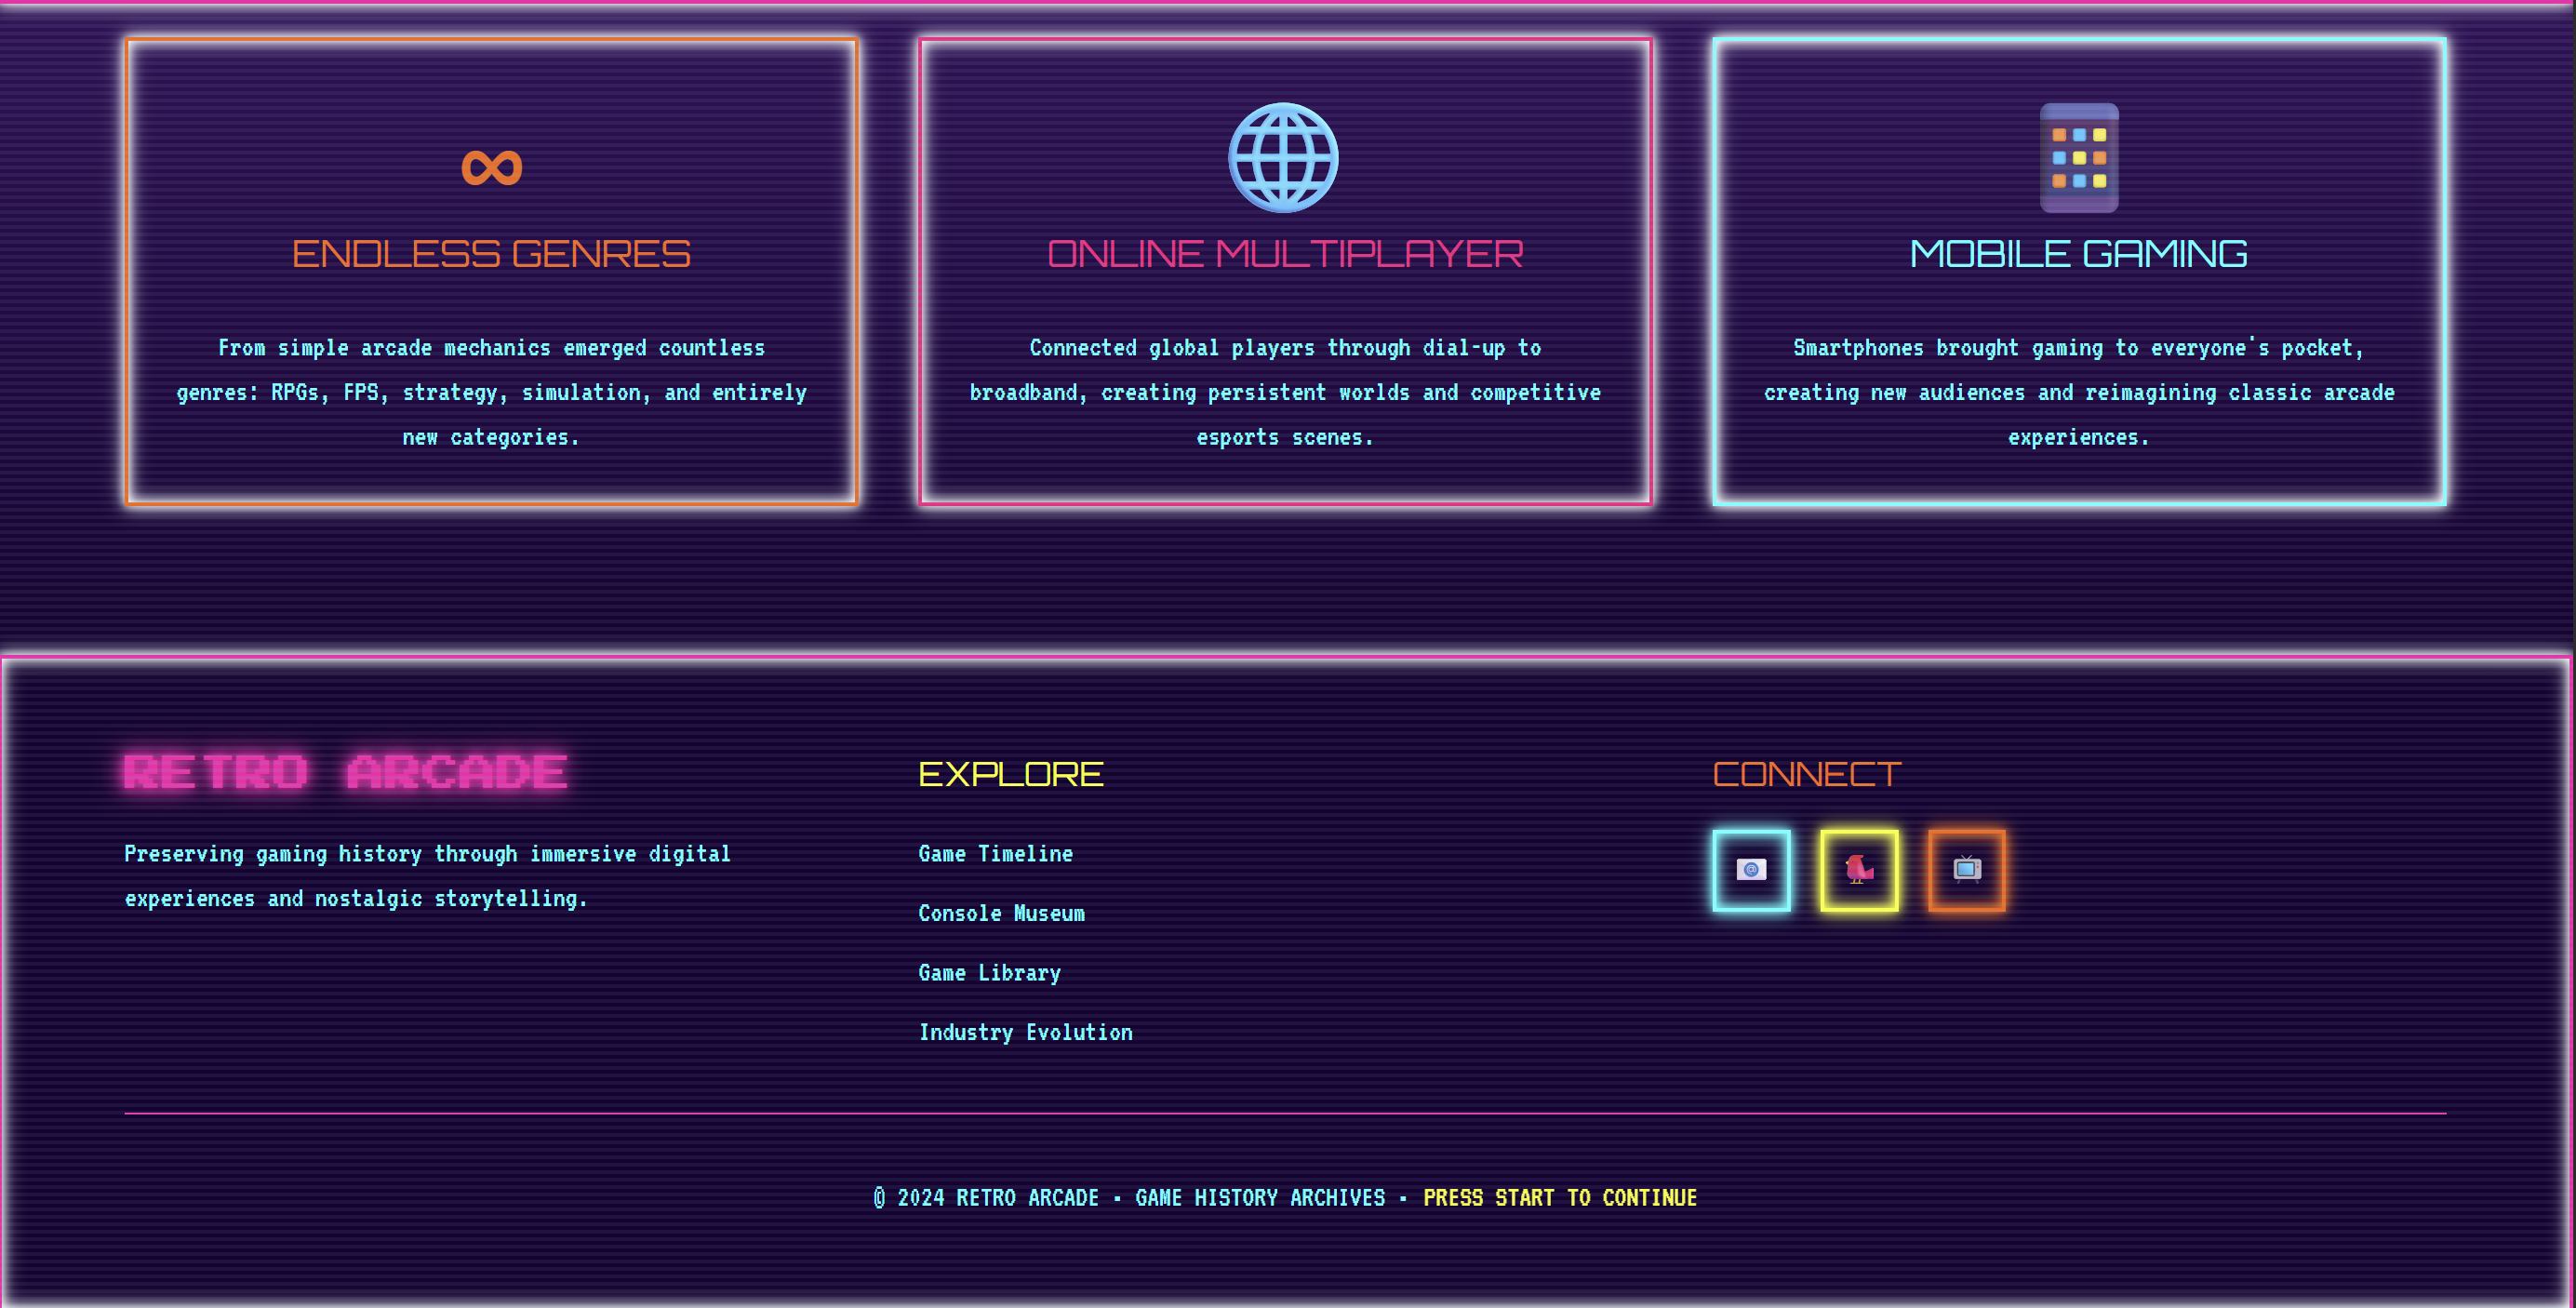 ENDLESS GENRES
From simple arcade mechanics emerged countless
genres: RPGs, FPS, strategy, simulation, and entirely
new categories.
ONLINE MULTIPLAYER
Connected global players through dial-up to
broadband, creating persistent worlds and competitive
esports scenes.
MOBILE GAMING
Smartphones brought gaming to everyone's pocket,
creating new audiences and reimagining classic arcade
experiences.
RETRO ARCADE
Preserving gaming history through immersive digital
experiences and nostalgic storytelling.
EXPLORE
Game Timeline
Console Museum
Game Library
Industry Evolution
CONNECT
© 2024 RETRO ARCADE • GAME HISTORY ARCHIVES • PRESS START TO CONTINUE